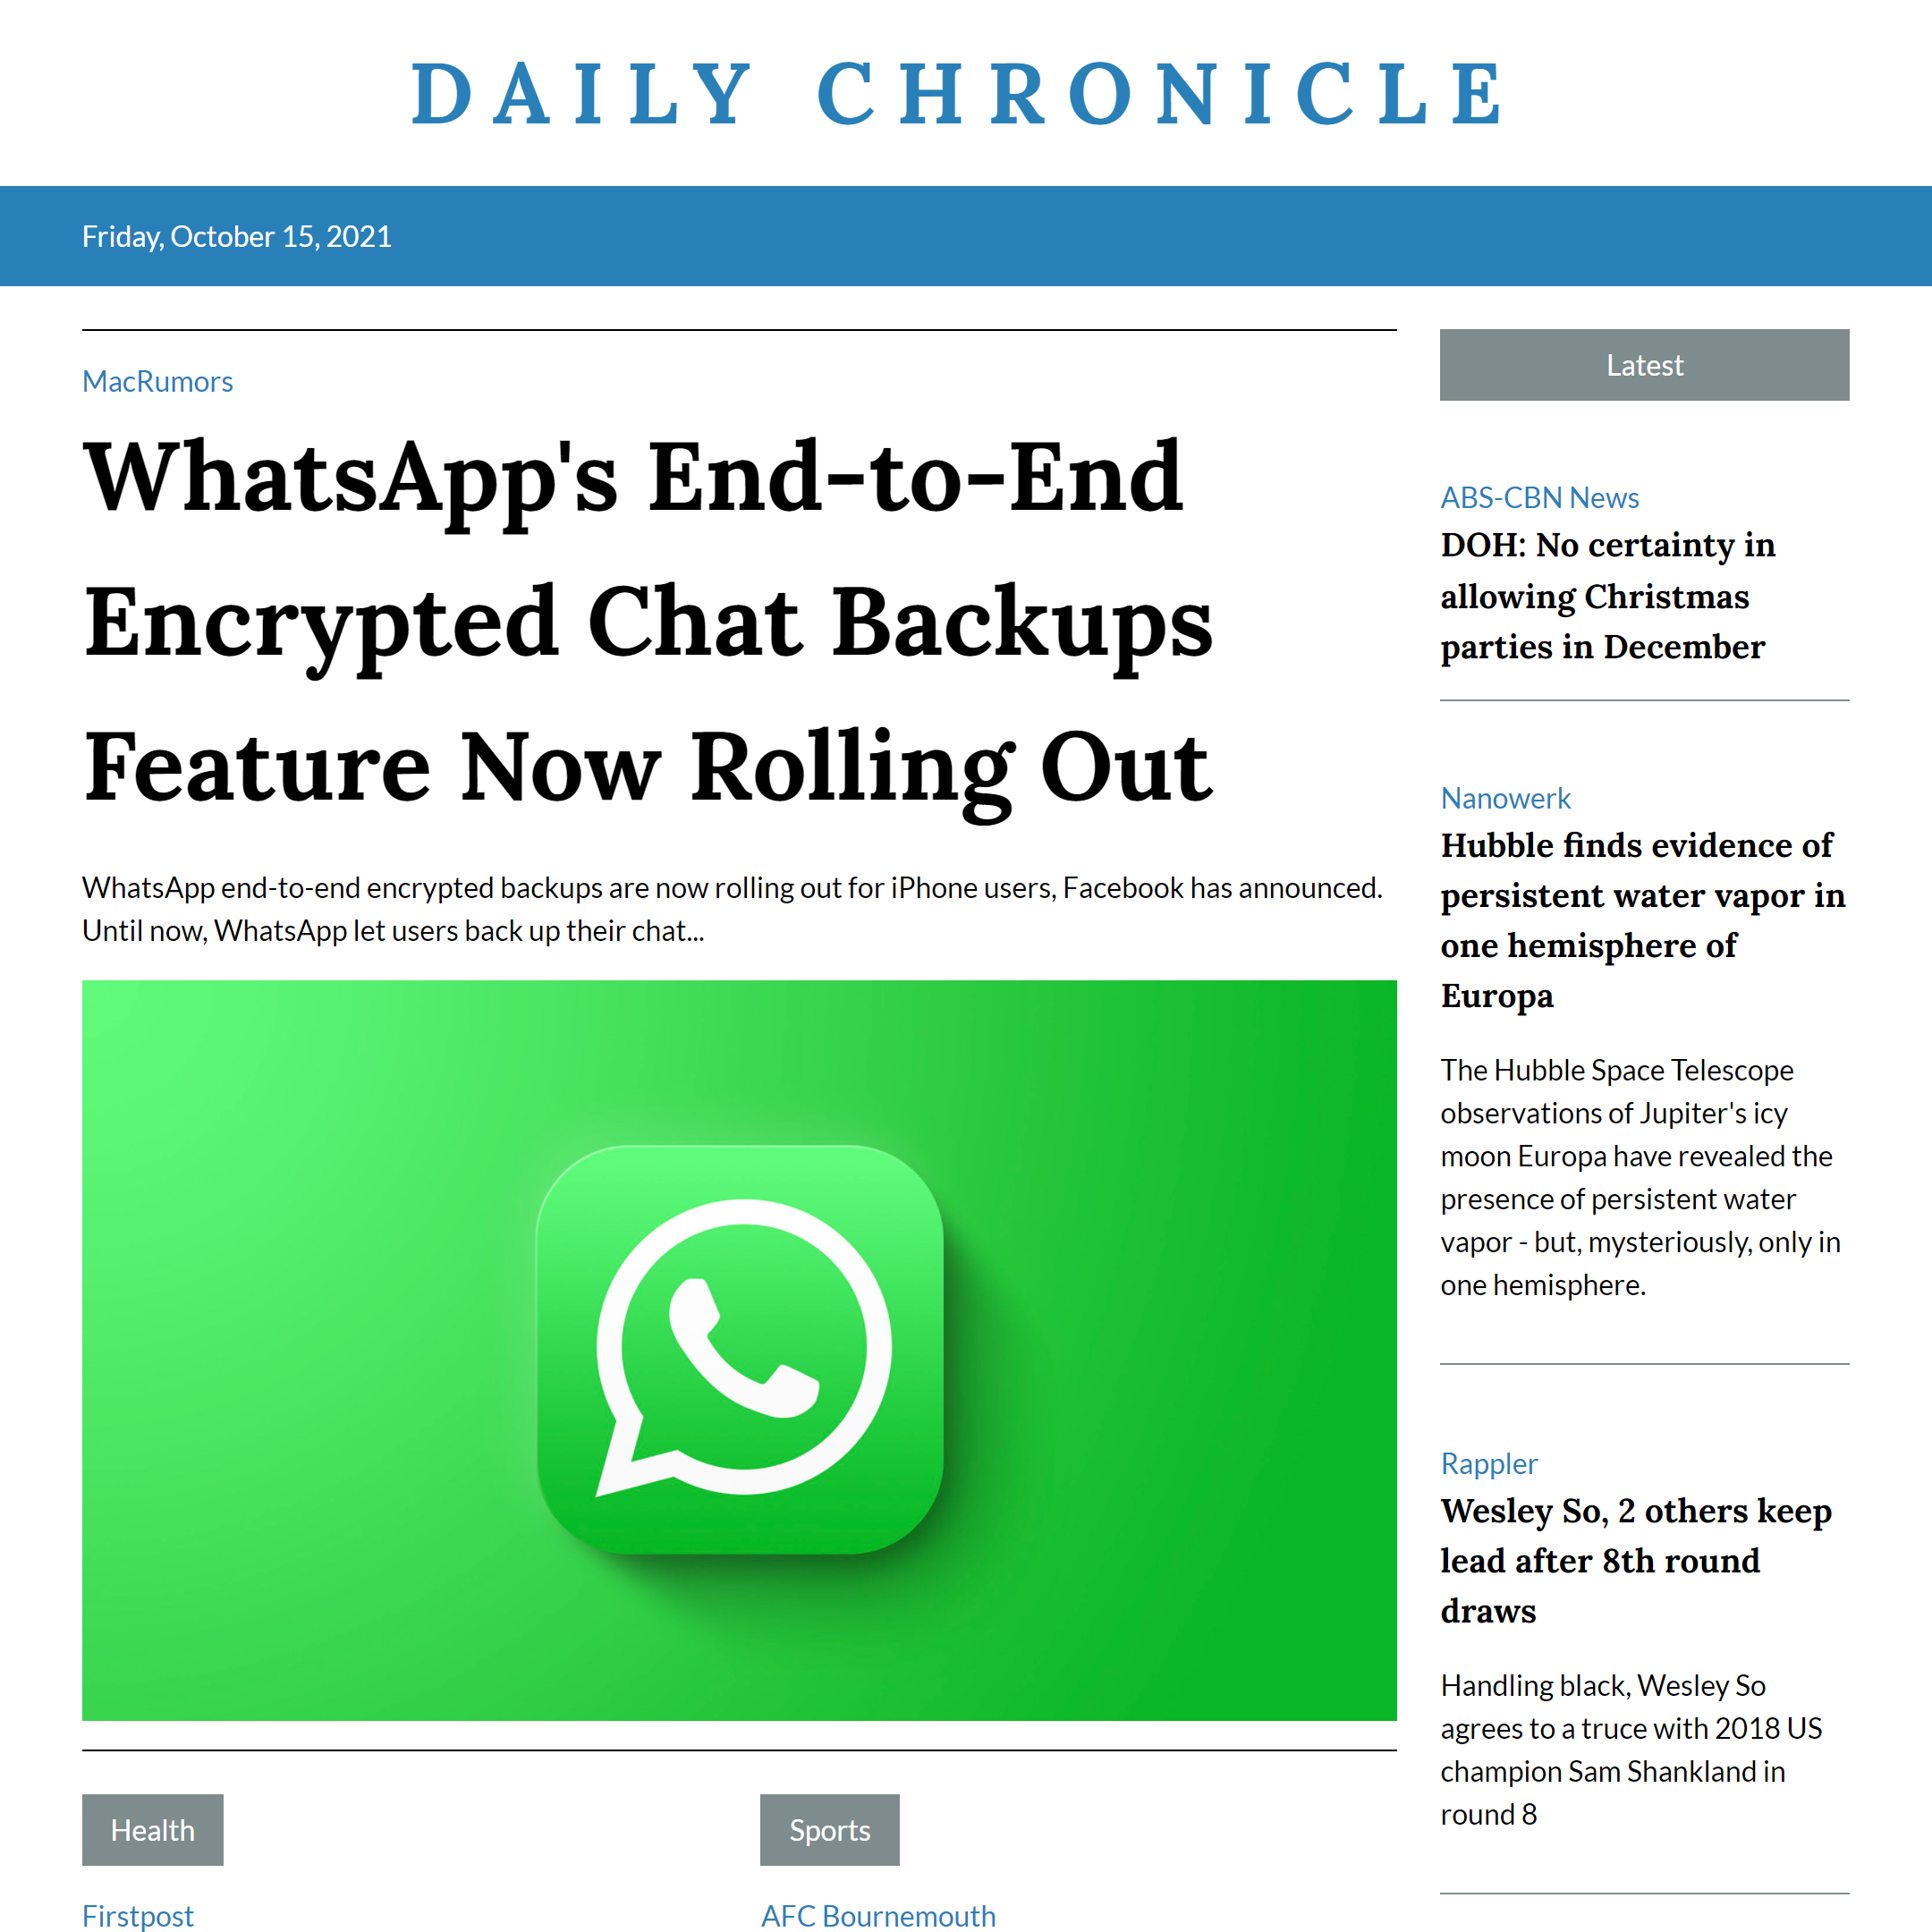 DAILY CHRONICLE
Friday, October 15, 2021
MacRumors
WhatsApp's End-to-End
Encrypted Chat Backups
Feature Now Rolling Out
WhatsApp end-to-end encrypted backups are now rolling out for iPhone users, Facebook has announced.
Until now, WhatsApp let users back up their chat...
Health
Firstpost
Sports
AFC Bournemouth
Latest
ABS-CBN News
DOH: No certainty in
allowing Christmas
parties in December
Nanowerk
Hubble finds evidence of
persistent water vapor in
one hemisphere of
Europa
The Hubble Space Telescope
observations of Jupiter's icy
moon Europa have revealed the
presence of persistent water
vapor - but, mysteriously, only in
one hemisphere.
Rappler
Wesley So, 2 others keep
lead after 8th round
draws
Handling black, Wesley So
agrees to a truce with 2018 US
champion Sam Shankland in
round 8